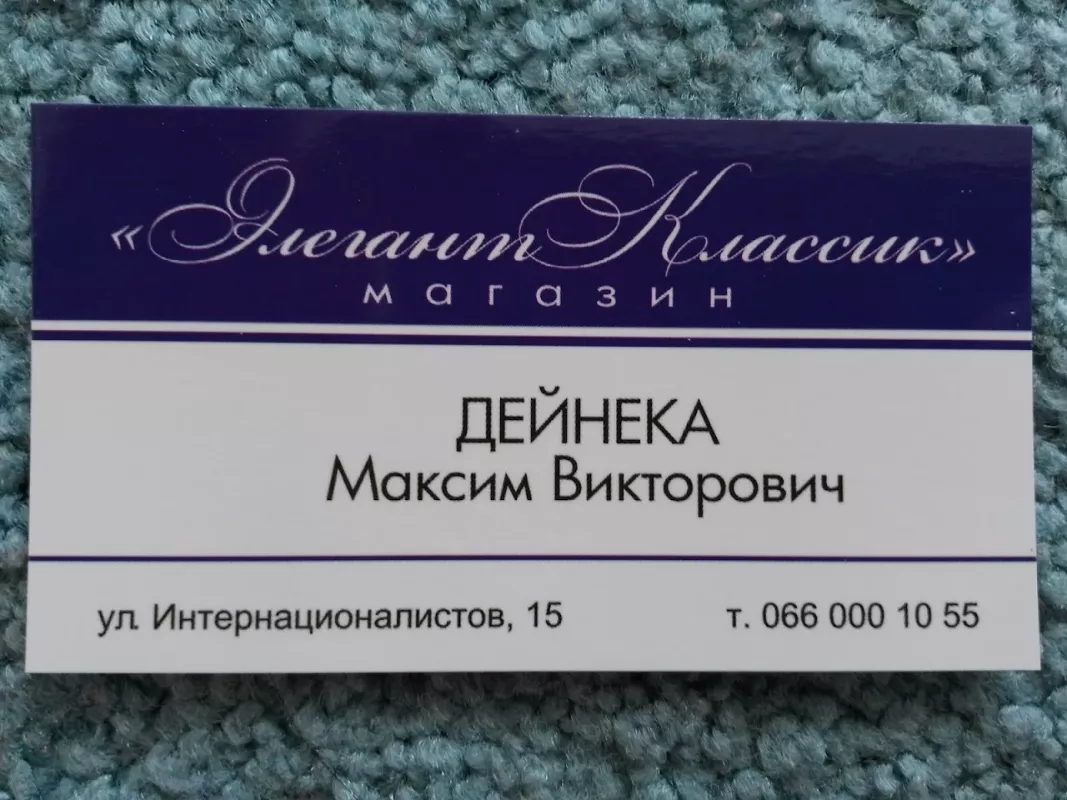 «Элегант Классик»
магазин
ДЕЙНЕКА
Максим Викторович
ул. Интернационалистов, 15
т. 066 000 10 55